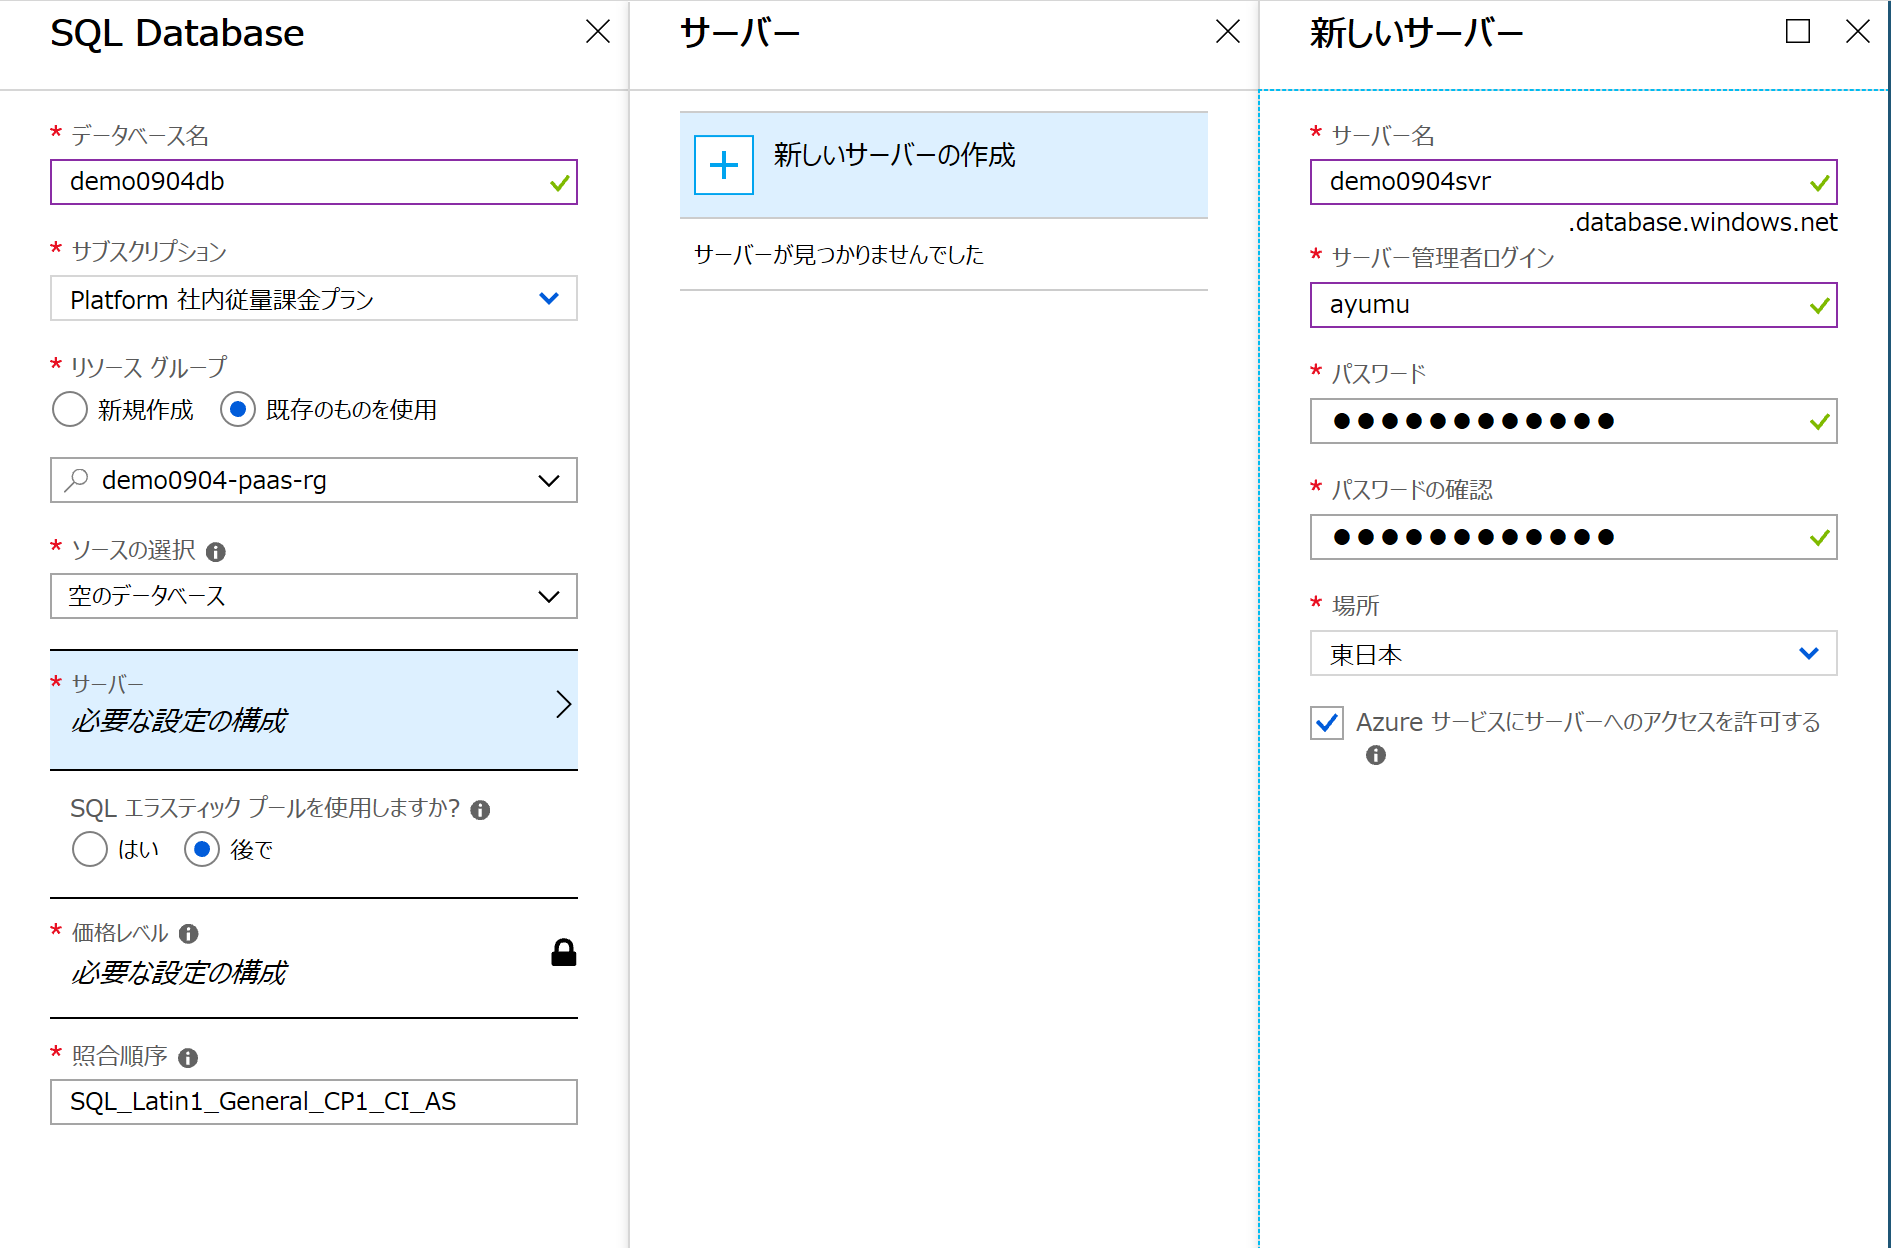 SQL Database
* データベース名
demo0904db
* サブスクリプション
Platform 社内従量課金プラン
* リソース グループ
新規作成 既存のものを使用
demo0904-paas-rg
* ソースの選択
空のデータベース
* サーバー
必要な設定の構成
SQL エラスティック プールを使用しますか?
はい 後で
* 価格レベル
必要な設定の構成
* 照合順序
SQL_Latin1_General_CP1_CI_AS
サーバー
新しいサーバーの作成
サーバーが見つかりませんでした
新しいサーバー
* サーバー名
demo0904svr
.database.windows.net
* サーバー管理者ログイン
ayumu
* パスワード
●●●●●●●●●●●●
* パスワードの確認
●●●●●●●●●●●●
* 場所
東日本
Azure サービスにサーバーへのアクセスを許可する